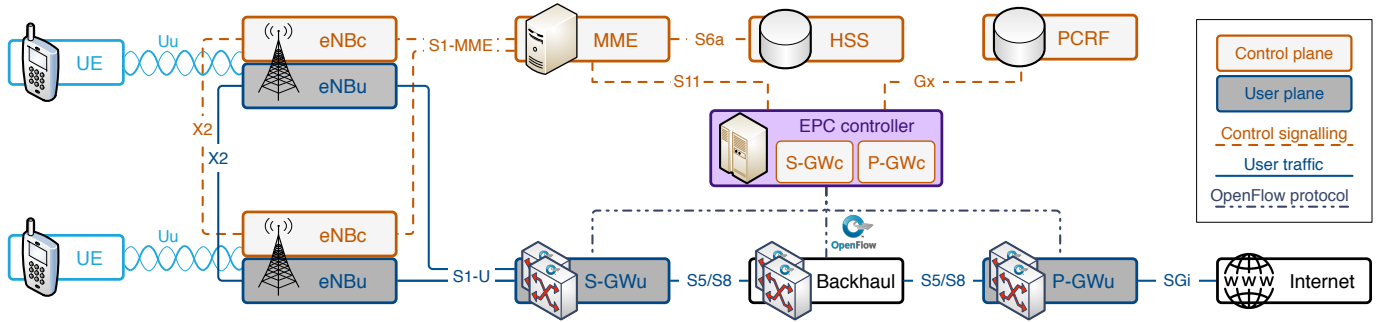 UE
Uu
eNBc
eNBu
S1-MME
MME
S6a
HSS
PCRF
S11
Gx
X2
X2
EPC controller
S-GWc
P-GWc
UE
Uu
eNBc
eNBu
S1-U
S-GWu
S5/S8
OpenFlow
Backhaul
S5/S8
P-GWu
SGi
WWW
Internet
Control plane
User plane
Control signalling
User traffic
OpenFlow protocol